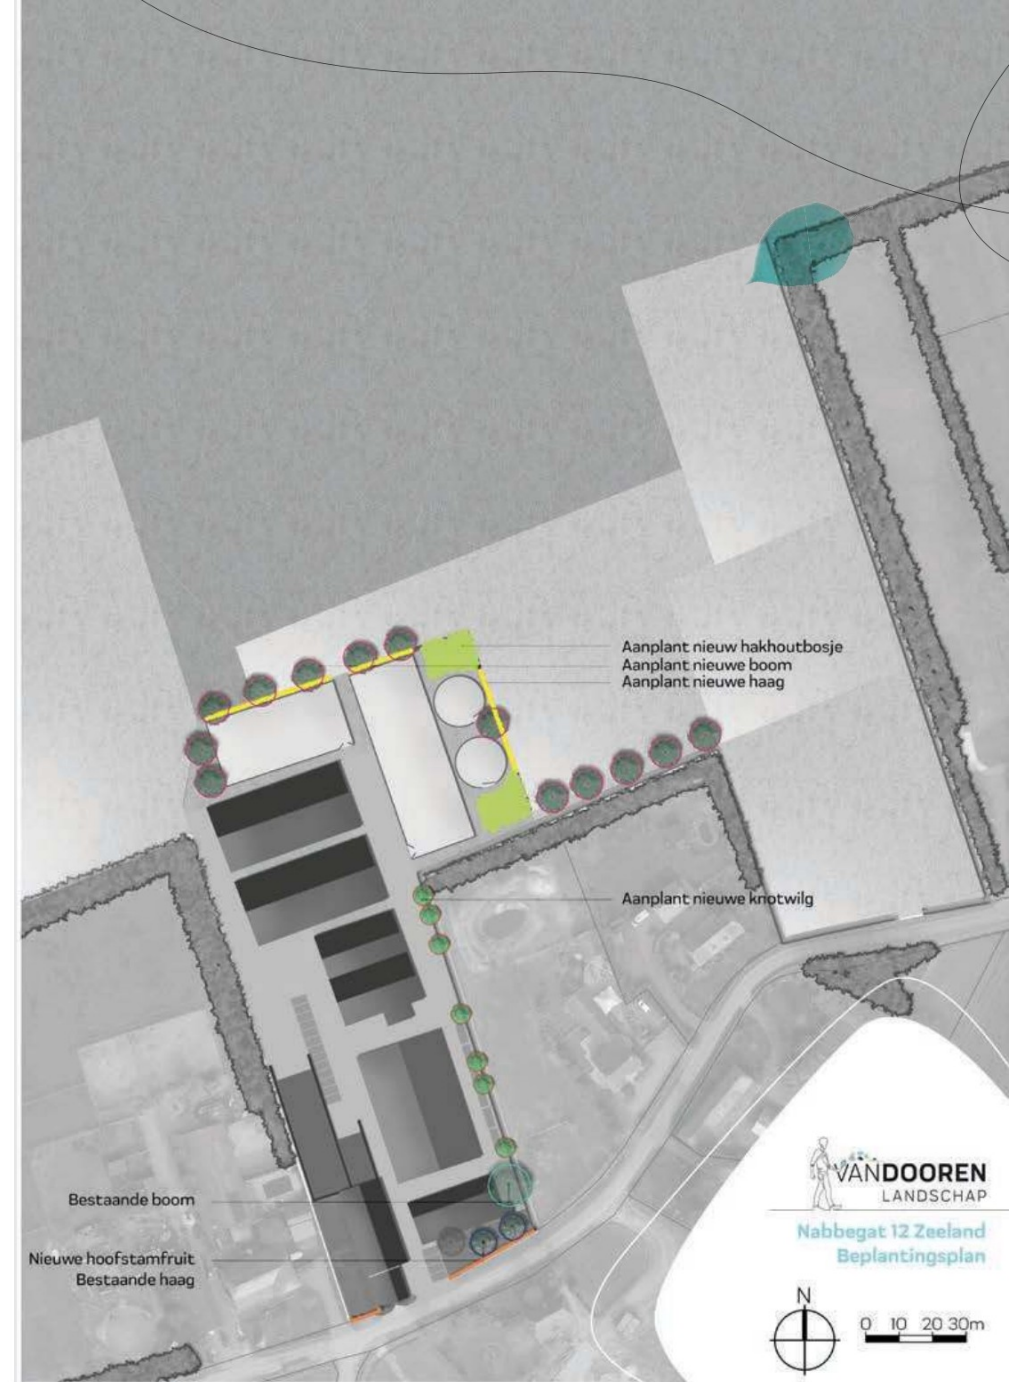 Aanplant nieuw hakhoutbosje
Aanplant nieuwe boom
Aanplant nieuwe haag
Aanplant nieuwe knotwilg
Bestaande boom
Nieuwe hoofstamfruit
Bestaande haag
VANDOOREN
LANDSCHAP
Nabbegat 12 Zeeland
Beplantingsplan
N
0 10 20 30m